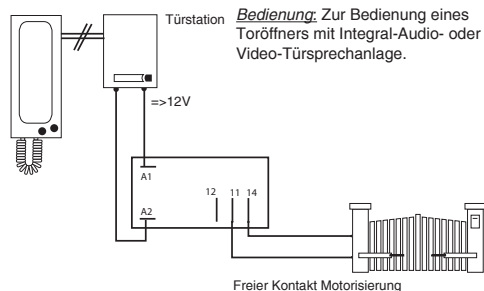 Türstation
Bedienung: Zur Bedienung eines
Toröffners mit Integral-Audio- oder
Video-Türsprechanlage.
=>12V
A1
12 11 14
A2
Freier Kontakt Motorisierung